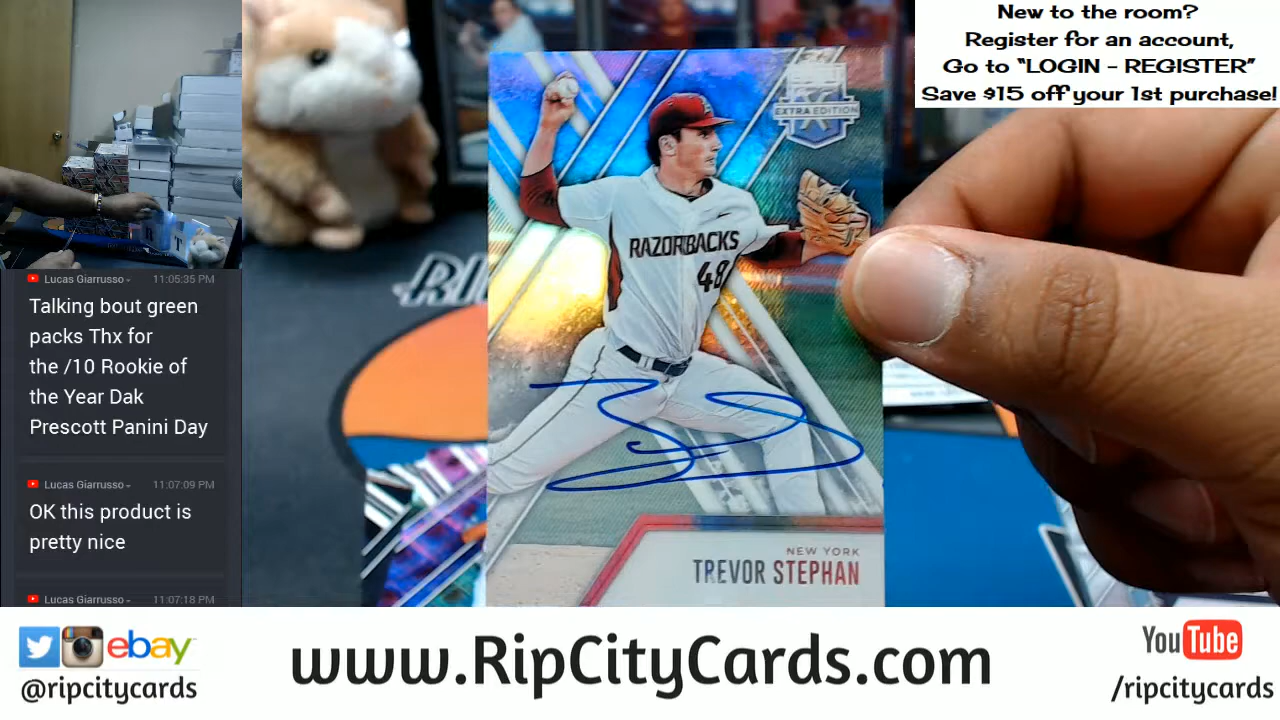 New to the room?
Register for an account,
Go to “LOGIN - REGISTER”
Save $15 off your 1st purchase!
EXTRA EDITION
RAZORBACKS
48
NEW YORK
TREVOR STEPHAN
Lucas Giarrusso 11:05:35 PM
Talking bout green
packs Thx for
the /10 Rookie of
the Year Dak
Prescott Panini Day
Lucas Giarrusso 11:07:09 PM
OK this product is
pretty nice
Lucas Giarrusso 11:07:18 PM
ebay
@ripcitycards
www.RipCityCards.com
YouTube
/ripcitycards